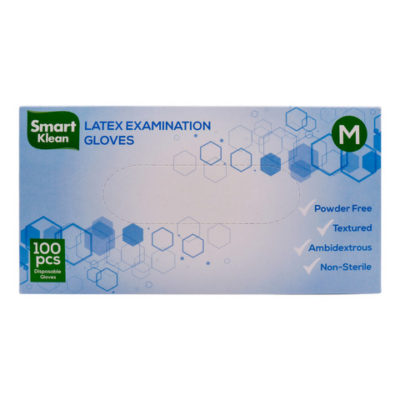 Smart
Klean
LATEX EXAMINATION
GLOVES
M
Powder Free
Textured
Ambidextrous
Non-Sterile
100
pcs
Disposable
Gloves